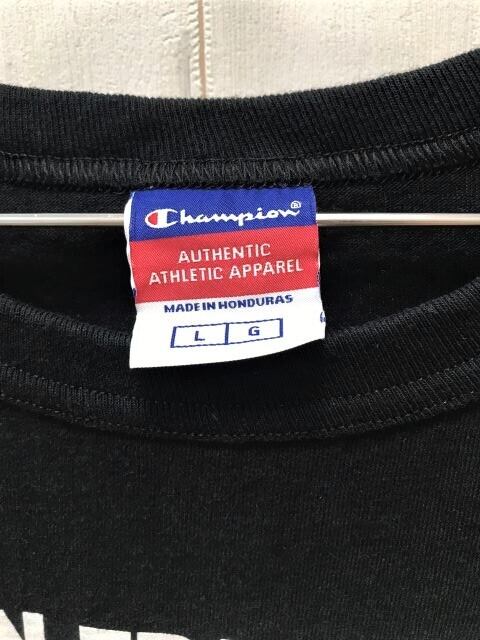 Champion®
AUTHENTIC
ATHLETIC APPAREL
MADE IN HONDURAS
L G